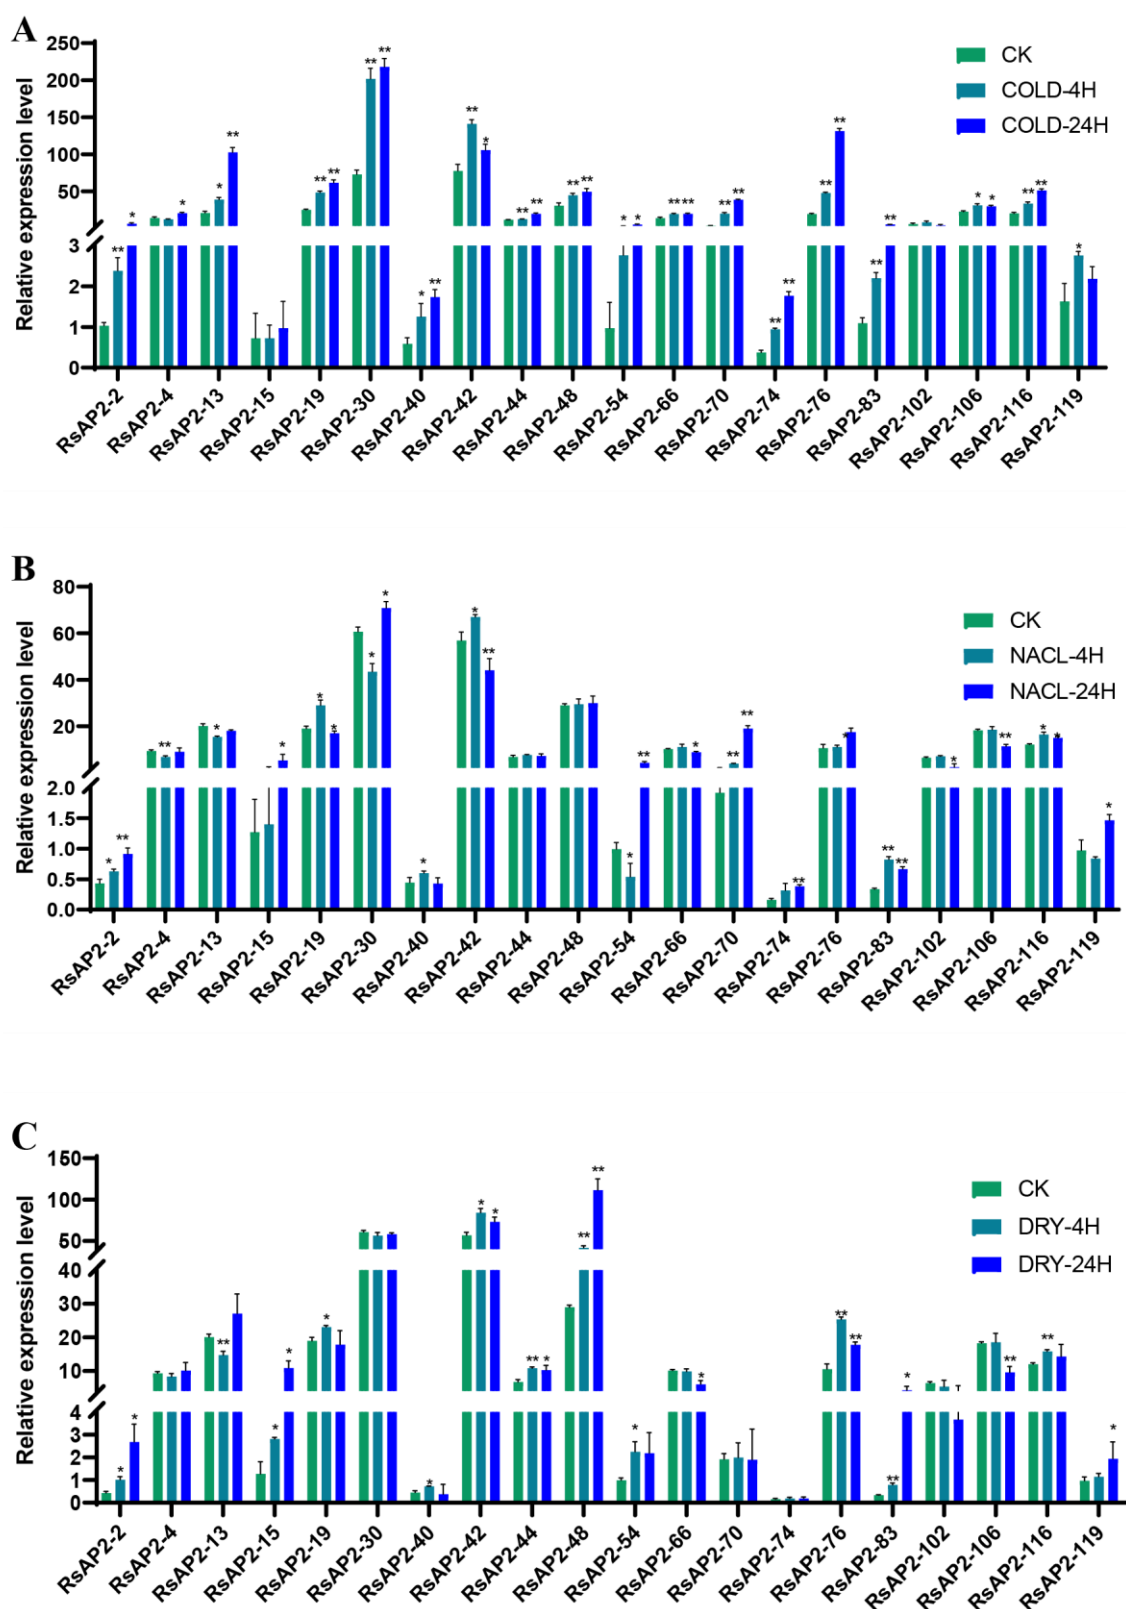 A
Relative expression level
250
200
150
100
50
3
2
1
0
CK
COLD-4H
COLD-24H
RsAP2-2
RsAP2-4
RsAP2-13
RsAP2-15
RsAP2-19
RsAP2-30
RsAP2-40
RsAP2-42
RsAP2-44
RsAP2-48
RsAP2-54
RsAP2-66
RsAP2-70
RsAP2-74
RsAP2-76
RsAP2-83
RsAP2-102
RsAP2-106
RsAP2-116
RsAP2-119
B
Relative expression level
80
60
40
20
2.0
1.5
1.0
0.5
0.0
CK
NACL-4H
NACL-24H
RsAP2-2
RsAP2-4
RsAP2-13
RsAP2-15
RsAP2-19
RsAP2-30
RsAP2-40
RsAP2-42
RsAP2-44
RsAP2-48
RsAP2-54
RsAP2-66
RsAP2-70
RsAP2-74
RsAP2-76
RsAP2-83
RsAP2-102
RsAP2-106
RsAP2-116
RsAP2-119
C
Relative expression level
150
100
50
40
30
20
10
4
3
2
1
0
CK
DRY-4H
DRY-24H
RsAP2-2
RsAP2-4
RsAP2-13
RsAP2-15
RsAP2-19
RsAP2-30
RsAP2-40
RsAP2-42
RsAP2-44
RsAP2-48
RsAP2-54
RsAP2-66
RsAP2-70
RsAP2-74
RsAP2-76
RsAP2-83
RsAP2-102
RsAP2-106
RsAP2-116
RsAP2-119